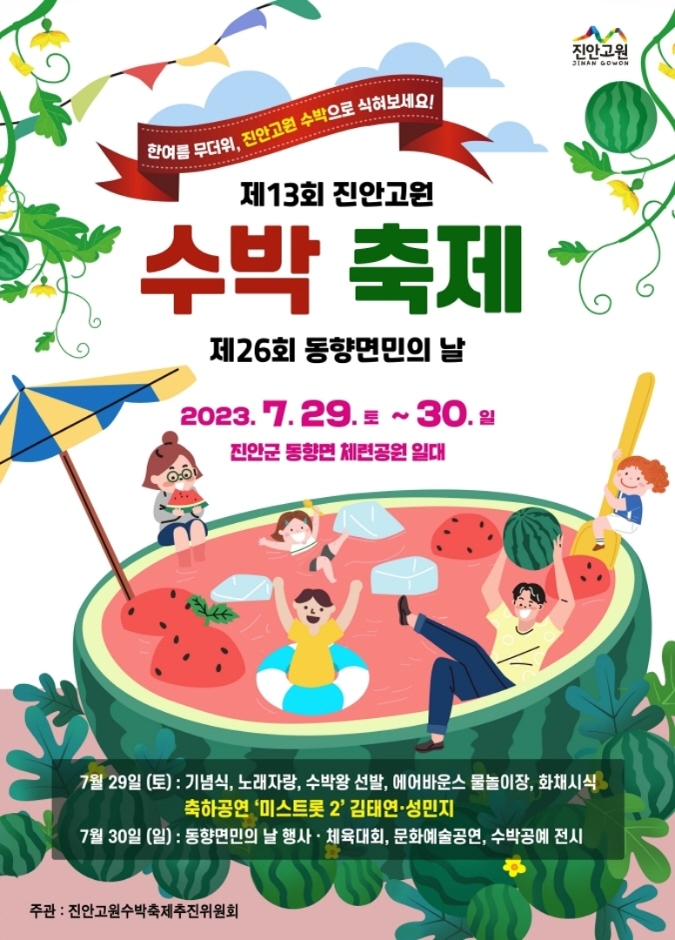 진안고원
JINAN GOWON
한여름 무더위, 진안고원 수박으로 식혀보세요!
제13회 진안고원
수박 축제
제26회 동향면민의 날
2023. 7. 29. 토 ~ 30. 일
진안군 동향면 체련공원 일대
7월 29일 (토) : 기념식, 노래자랑, 수박왕 선발, 에어바운스 물놀이장, 화채시식
축하공연 ‘미스트롯 2’ 김태연·성민지
7월 30일 (일) : 동향면민의 날 행사 · 체육대회, 문화예술공연, 수박공예 전시
주관 : 진안고원수박축제추진위원회